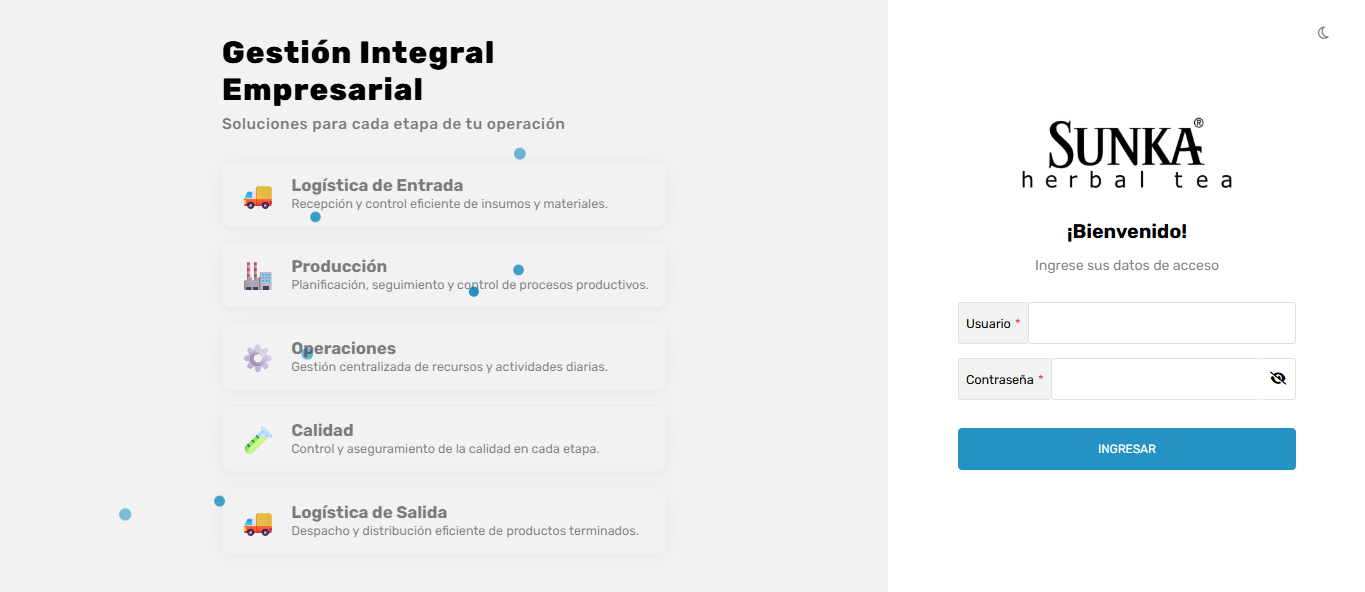 Gestión Integral
Empresarial
Soluciones para cada etapa de tu operación
Logística de Entrada
Recepción y control eficiente de insumos y materiales.
Producción
Planificación, seguimiento y control de procesos productivos.
Operaciones
Gestión centralizada de recursos y actividades diarias.
Calidad
Control y aseguramiento de la calidad en cada etapa.
Logística de Salida
Despacho y distribución eficiente de productos terminados.
SUNKA®
herbal tea
¡Bienvenido!
Ingrese sus datos de acceso
Usuario *
Contraseña *
INGRESAR